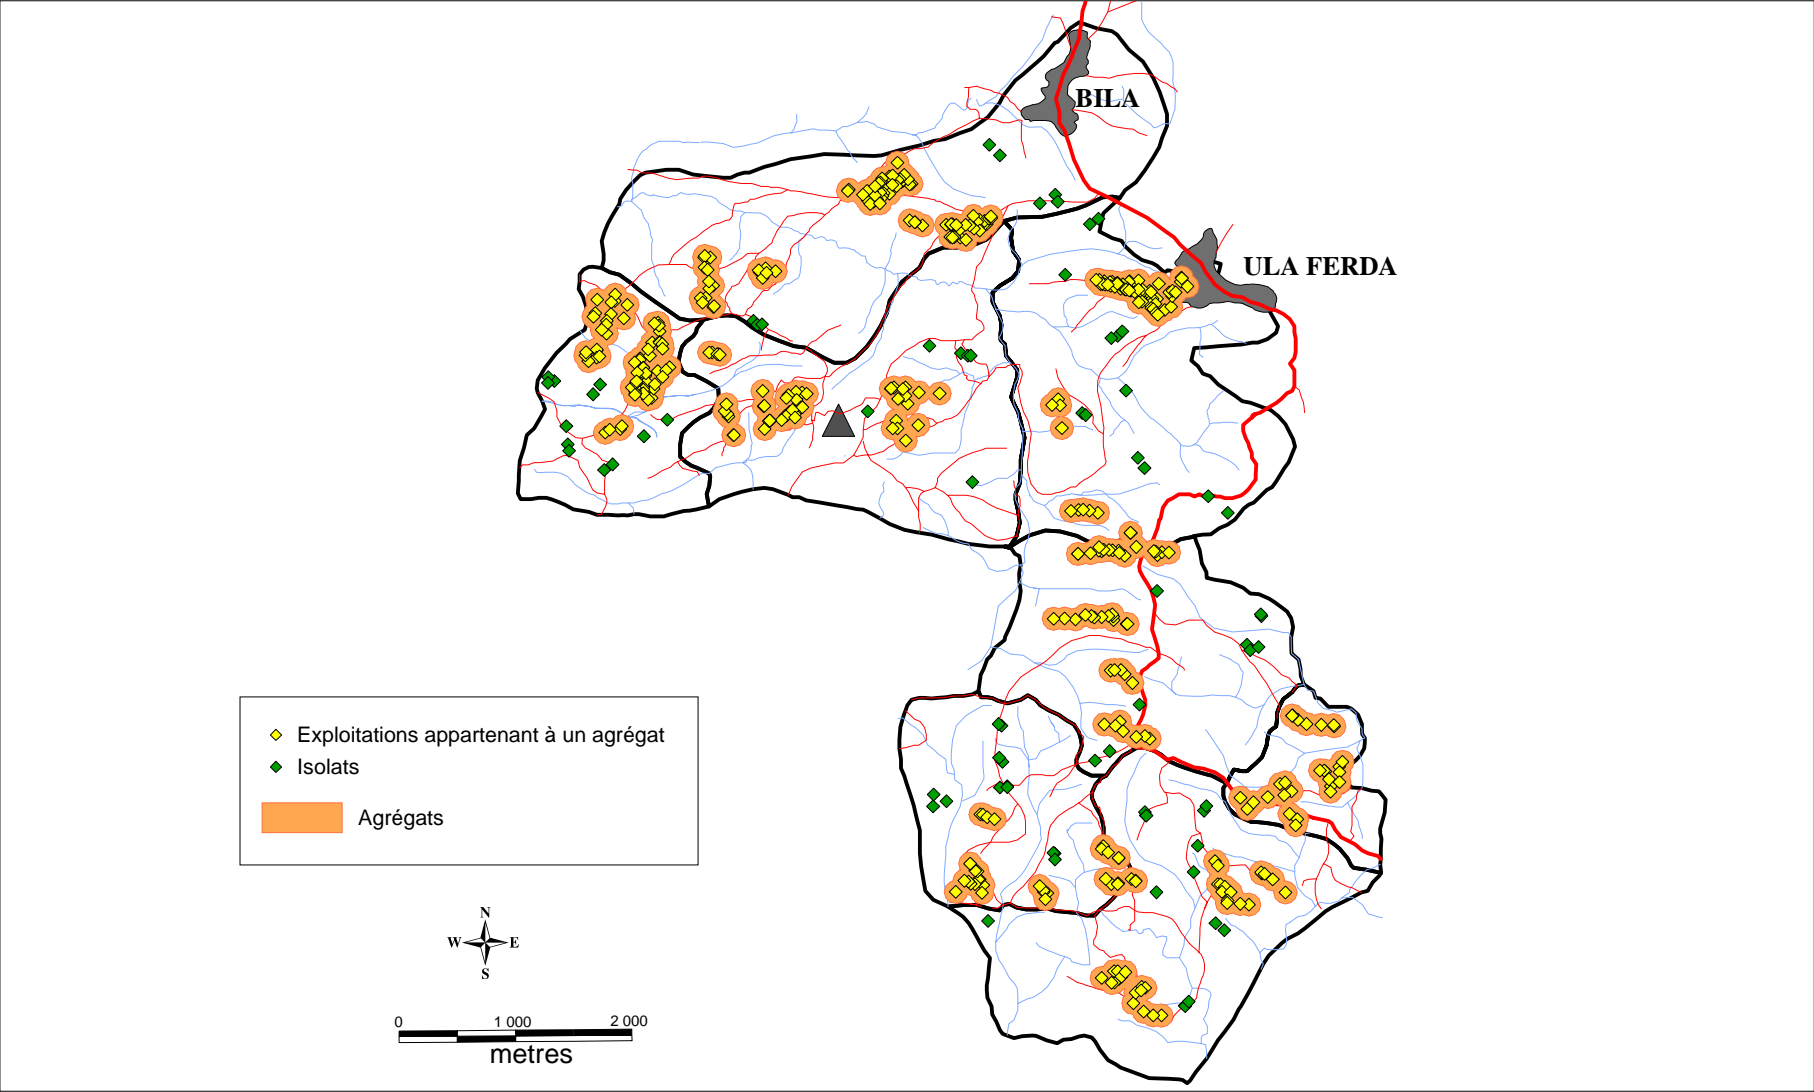 BILA
ULA FERDA
Exploitations appartenant à un agrégat
Isolats
Agrégats
N
W E
S
0 1 000 2 000
metres